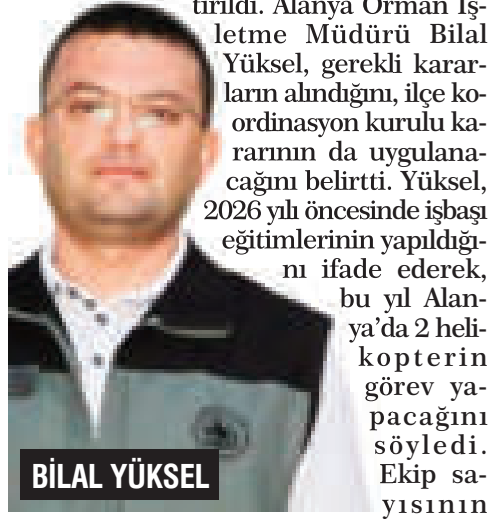 tirildi. Alanya Orman İş-
letme Müdürü Bilal
Yüksel, gerekli karar-
ların alındığını, ilçe ko-
ordinasyon kurulu ka-
rarının da uygulana-
cağını belirtti. Yüksel,
2026 yılı öncesinde işbaşı
eğitimlerinin yapıldığı-
nı ifade ederek,
bu yıl Alan-
ya’da 2 heli-
kopterin
görev ya-
pacağını
söyledi.
Ekip sa-
yısının
BİLAL YÜKSEL